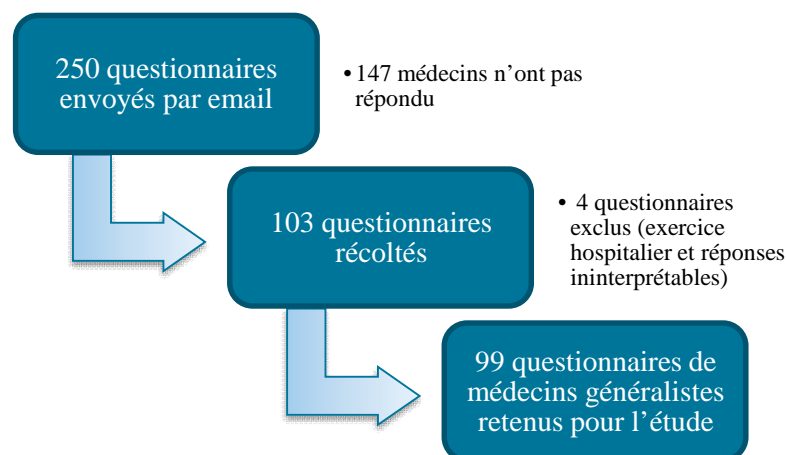 250 questionnaires
envoyés par email
• 147 médecins n'ont pas
répondu
103 questionnaires
récoltés
• 4 questionnaires
exclus (exercice
hospitalier et réponses
ininterprétables)
99 questionnaires de
médecins généralistes
retenus pour l'étude